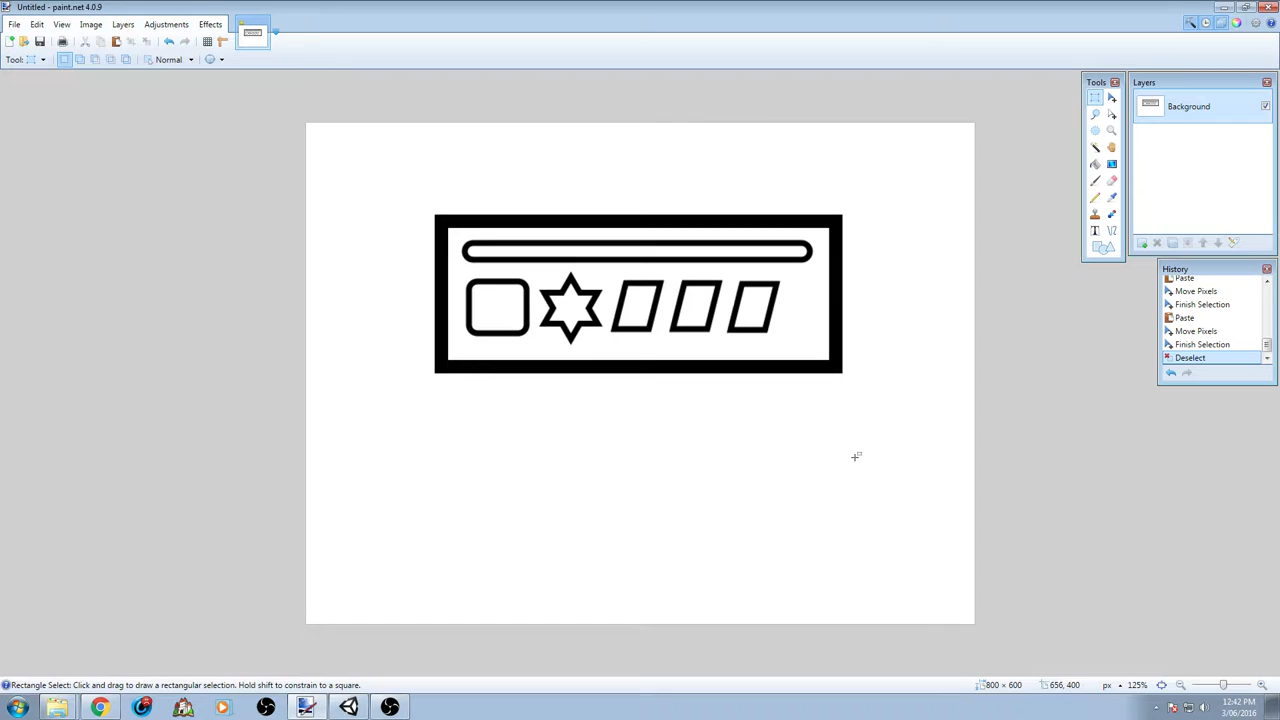 Untitled - paint.net 4.0.9
File Edit View Image Layers Adjustments Effects
Tool: Normal
Tools
Layers
Background
History
Paste
Move Pixels
Finish Selection
Paste
Move Pixels
Finish Selection
Deselect
Rectangle Select: Click and drag to draw a rectangular selection. Hold shift to constrain to a square.
800 × 600
656, 400
px
125%
12:42 PM
3/06/2016